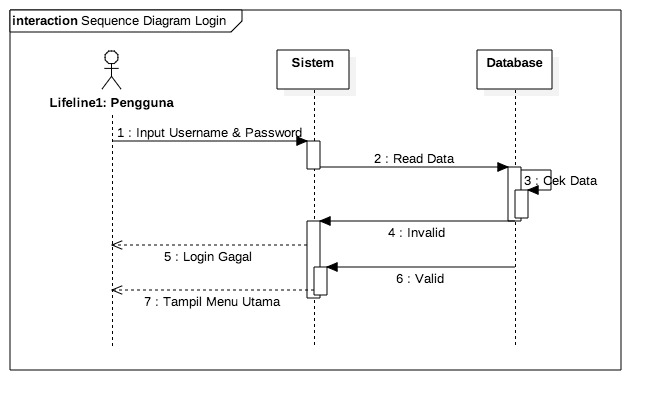 interaction Sequence Diagram Login
Sistem
Database
Lifeline1: Pengguna
1 : Input Username & Password
2 : Read Data
3 : Cek Data
4 : Invalid
5 : Login Gagal
6 : Valid
7 : Tampil Menu Utama